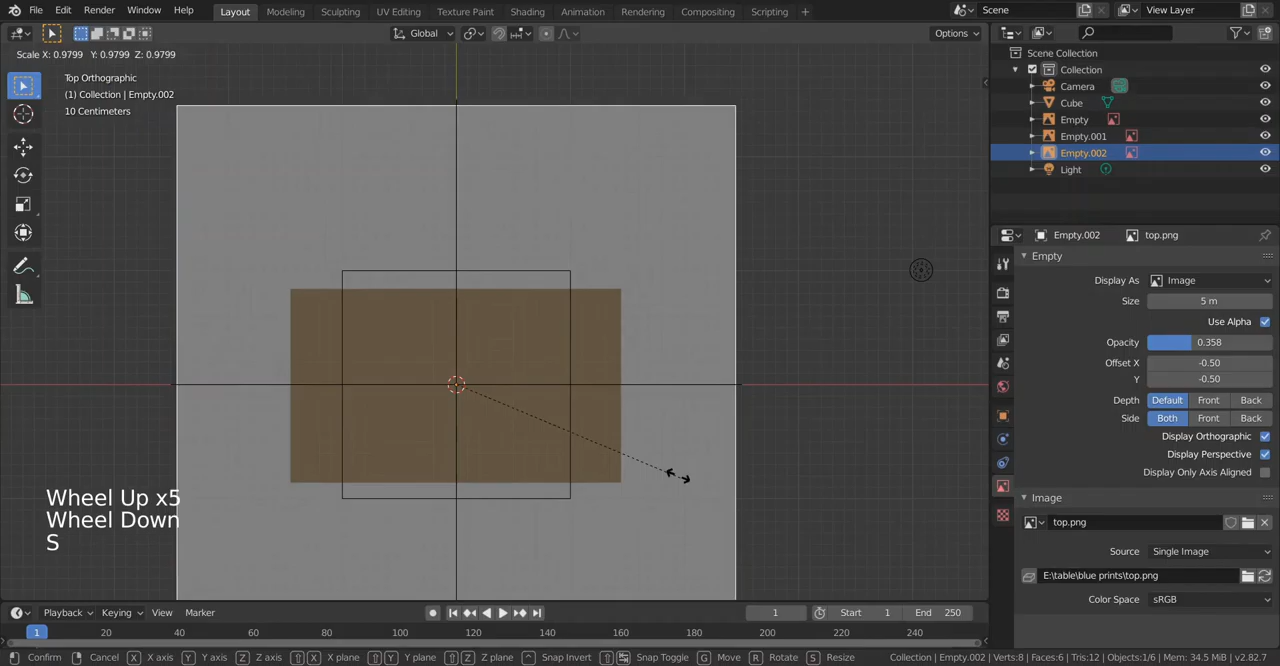 File Edit Render Window Help Layout Modeling Sculpting UV Editing Texture Paint Shading Animation Rendering Compositing Scripting + Scene View Layer
Global Options
Scale X: 0.9799 Y: 0.9799 Z: 0.9799
Top Orthographic
(1) Collection | Empty.002
10 Centimeters
Wheel Up x5
Wheel Down
S
Scene Collection
Collection
Camera
Cube
Empty
Empty.001
Empty.002
Light
Empty.002 top.png
Empty
Display As Image
Size 5 m
Use Alpha
Opacity 0.358
Offset X -0.50
Y -0.50
Depth Default Front Back
Side Both Front Back
Display Orthographic
Display Perspective
Display Only Axis Aligned
Image
top.png
Source Single Image
E:\table\blue prints\top.png
Color Space sRGB
Playback Keying View Marker 1 Start 1 End 250
1 20 40 60 80 100 120 140 160 180 200 220 240
Confirm Cancel X X axis Y Y axis Z Z axis X X plane Y Y plane Z Z plane Snap Invert Snap Toggle G Move R Rotate S Resize Collection | Empty.002 | Verts:8 | Faces:6 | Tris:12 | Objects:1/6 | Mem: 34.5 MiB | v2.82.7